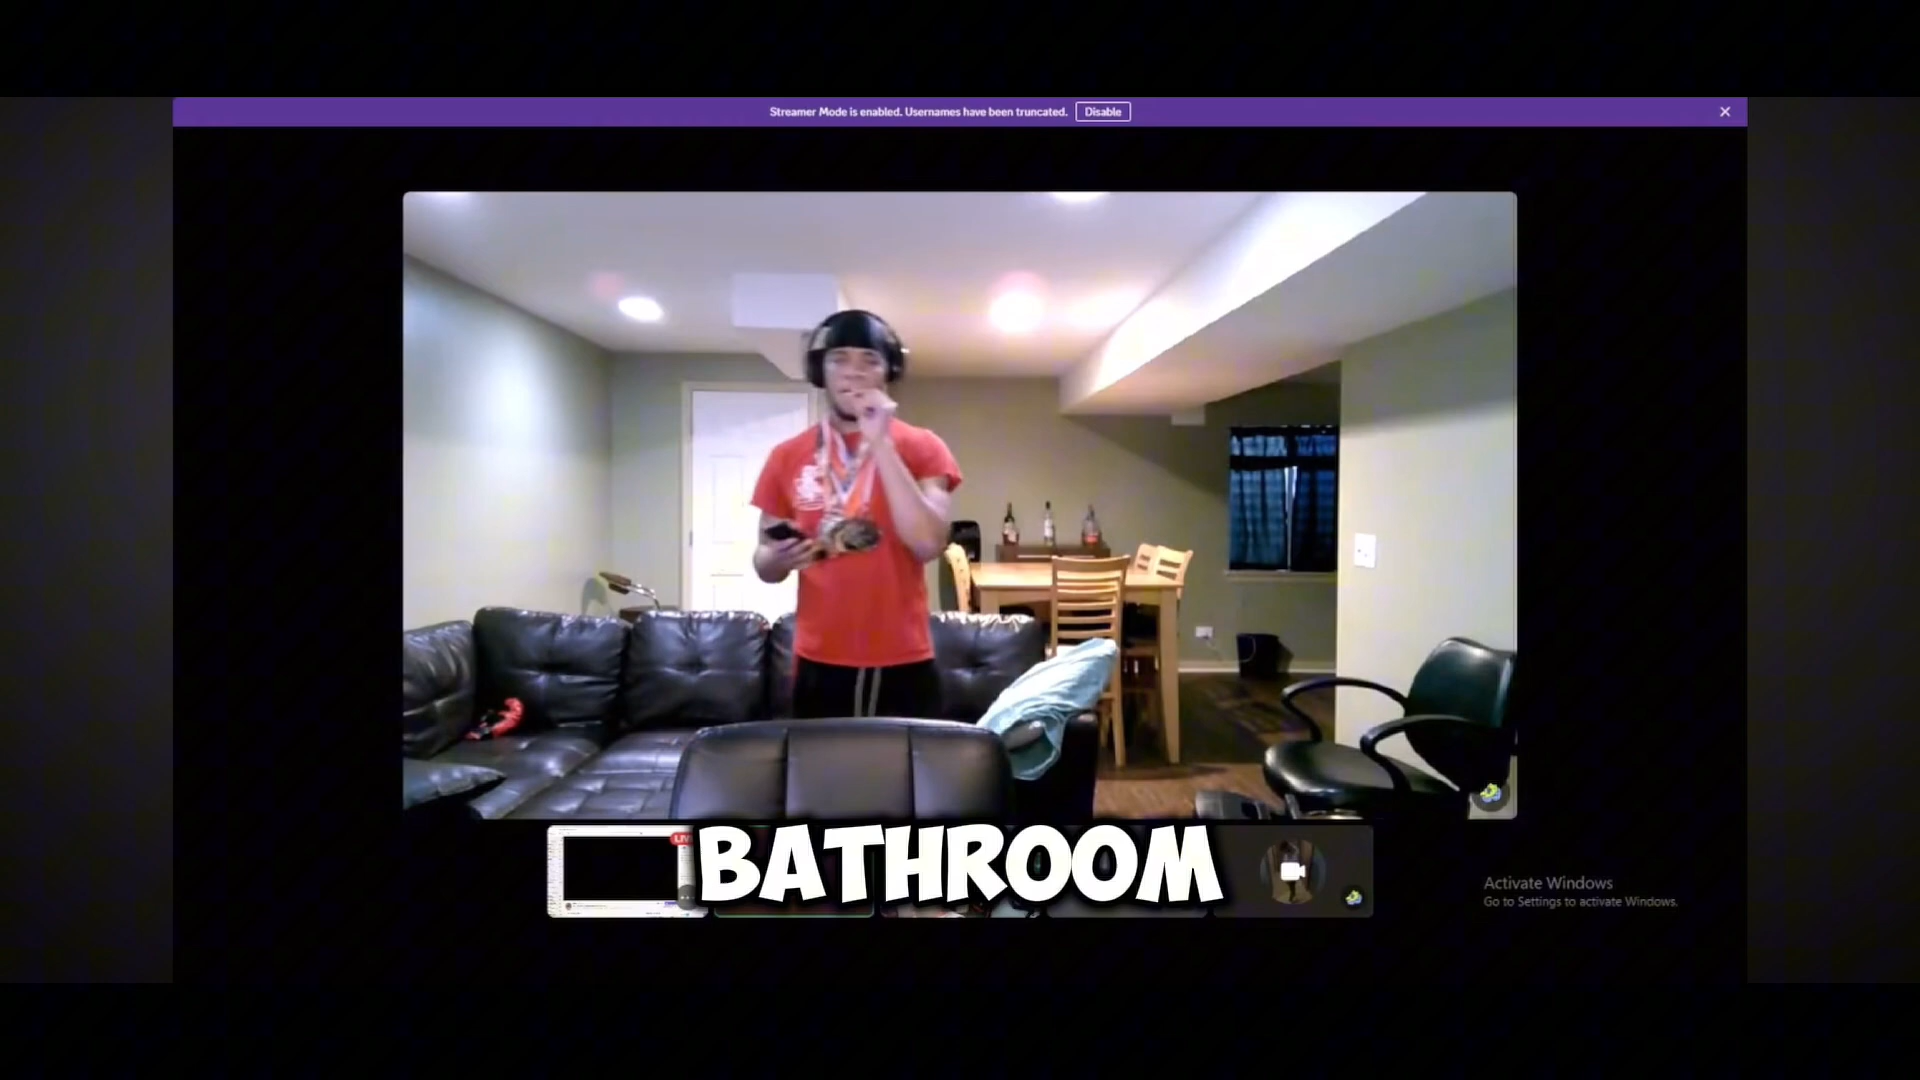 Streamer Mode is enabled. Usernames have been truncated. Disable
BATHROOM
Activate Windows
Go to Settings to activate Windows.